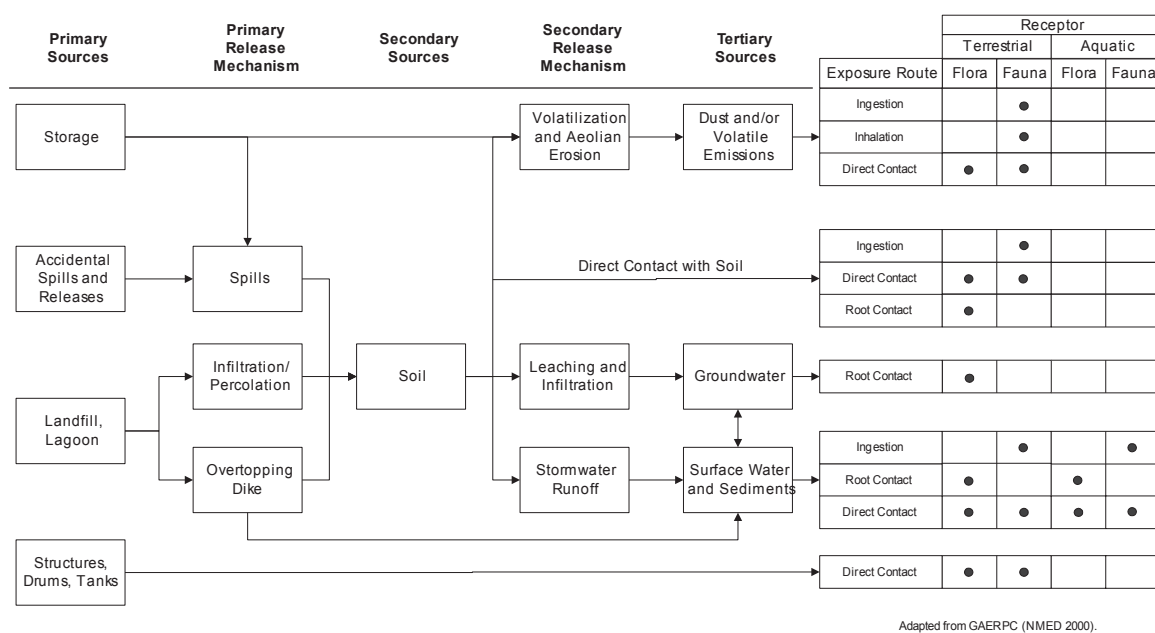 Receptor
Primary
Sources
Primary
Release
Mechanism
Secondary
Sources
Secondary
Release
Mechanism
Tertiary
Sources
Terrestrial
Aquatic
Exposure Route
Flora
Fauna
Flora
Fauna
Storage
Volatilization
and Aeolian
Erosion
Dust and/or
Volatile
Emissions
Ingestion
Inhalation
Direct Contact
Accidental
Spills and
Releases
Spills
Direct Contact with Soil
Ingestion
Direct Contact
Root Contact
Landfill,
Lagoon
Infiltration/
Percolation
Soil
Leaching and
Infiltration
Groundwater
Root Contact
Overtopping
Dike
Stormwater
Runoff
Surface Water
and Sediments
Ingestion
Root Contact
Direct Contact
Structures,
Drums, Tanks
Direct Contact
Adapted from GAERPC (NMED 2000).